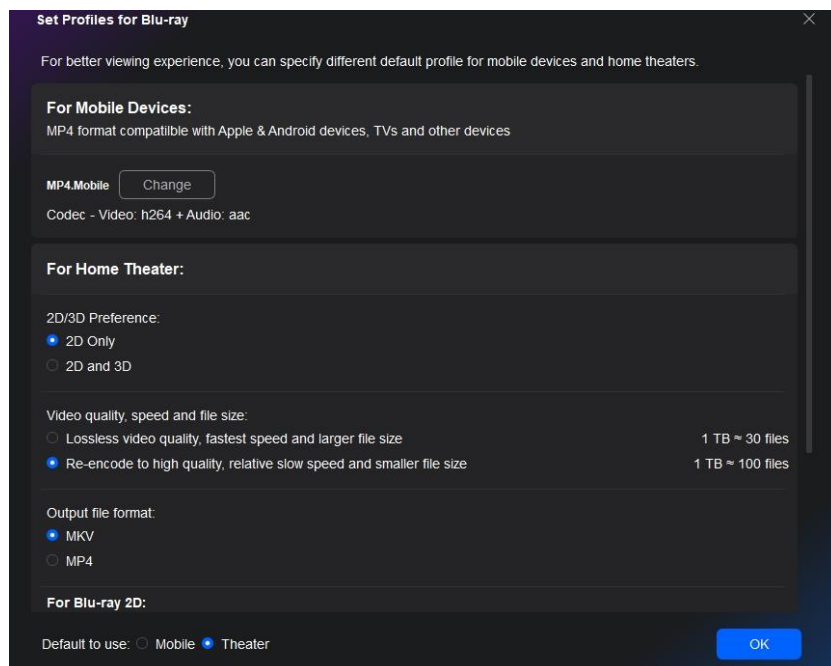 Set Profiles for Blu-ray
For better viewing experience, you can specify different default profile for mobile devices and home theaters.
For Mobile Devices:
MP4 format compatilble with Apple & Android devices, TVs and other devices
MP4.Mobile Change
Codec - Video: h264 + Audio: aac
For Home Theater:
2D/3D Preference:
2D Only
2D and 3D
Video quality, speed and file size:
Lossless video quality, fastest speed and larger file size 1 TB ≈ 30 files
Re-encode to high quality, relative slow speed and smaller file size 1 TB ≈ 100 files
Output file format:
MKV
MP4
For Blu-ray 2D:
Default to use: Mobile Theater OK